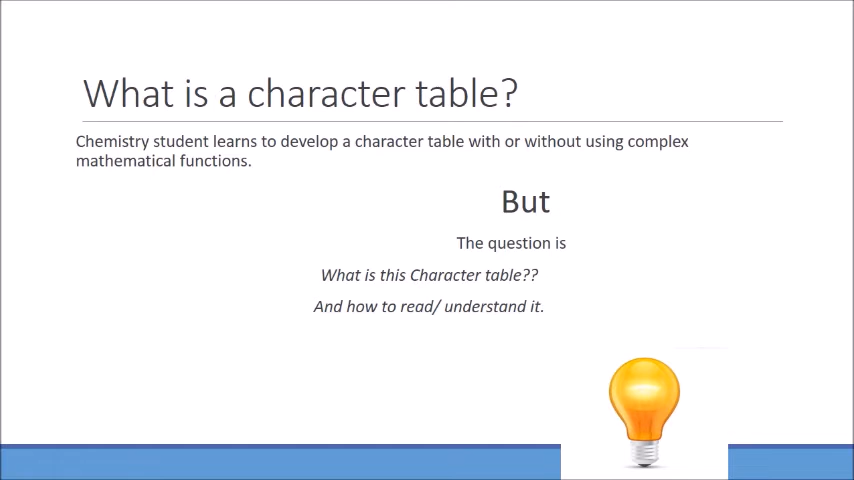 What is a character table?
Chemistry student learns to develop a character table with or without using complex
mathematical functions.
But
The question is
What is this Character table??
And how to read/ understand it.